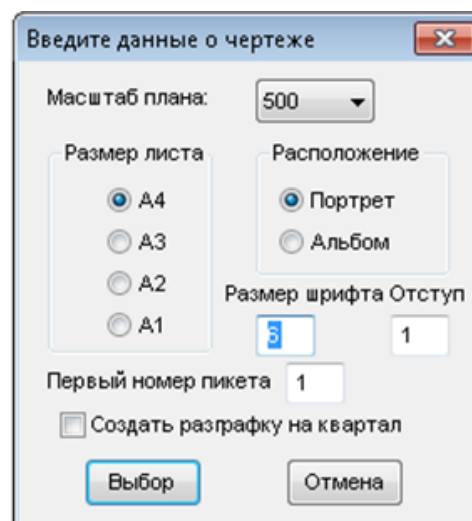 Введите данные о чертеже
Масштаб плана: 500
Размер листа Расположение
A4 Портрет
A3 Альбом
A2
Размер шрифта Отступ
A1 6 1
Первый номер пикета 1
Создать разграфку на квартал
Выбор Отмена